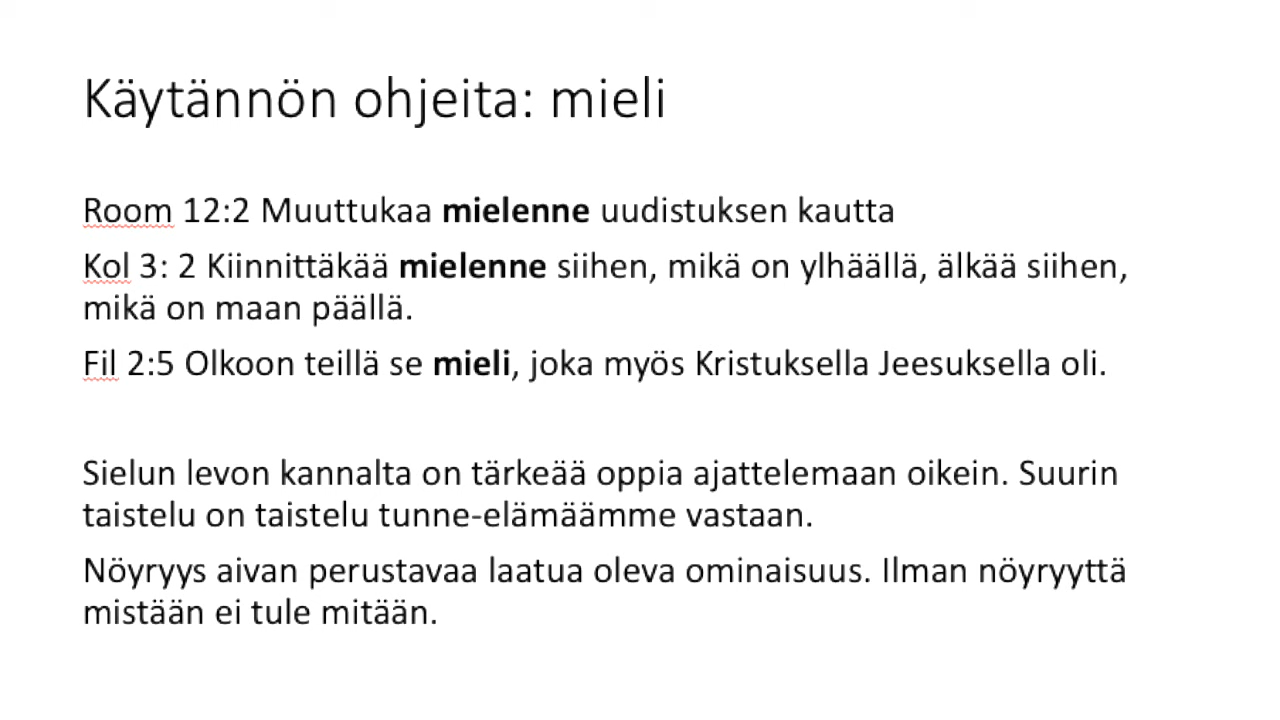 Käytännön ohjeita: mieli
Room 12:2 Muuttukaa mielenne uudistuksen kautta
Kol 3: 2 Kiinnittäkää mielenne siihen, mikä on ylhäällä, älkää siihen,
mikä on maan päällä.
Fil 2:5 Olkoon teillä se mieli, joka myös Kristuksella Jeesuksella oli.
Sielun levon kannalta on tärkeää oppia ajattelemaan oikein. Suurin
taistelu on taistelu tunne-elämäämme vastaan.
Nöyryys aivan perustavaa laatua oleva ominaisuus. Ilman nöyryyttä
mistään ei tule mitään.